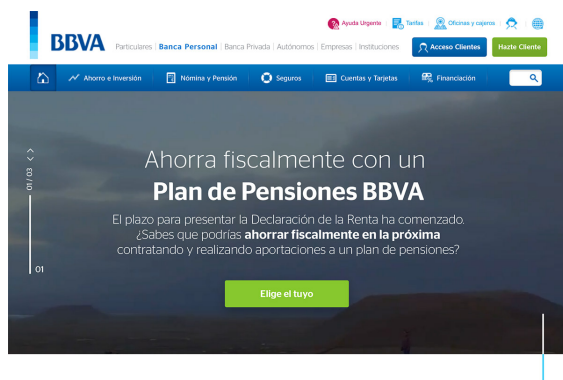 Ayuda Urgente Tarifas Oficinas y cajeros
BBVA
Particulares Banca Personal Banca Privada Autónomos Empresas Instituciones Acceso Clientes Hazte Cliente
Ahorro e Inversión Nómina y Pensión Seguros Cuentas y Tarjetas Financiación
01/03
Ahorra fiscalmente con un
Plan de Pensiones BBVA
El plazo para presentar la Declaración de la Renta ha comenzado.
¿Sabes que podrías ahorrar fiscalmente en la próxima
contratando y realizando aportaciones a un plan de pensiones?
01
Elige el tuyo